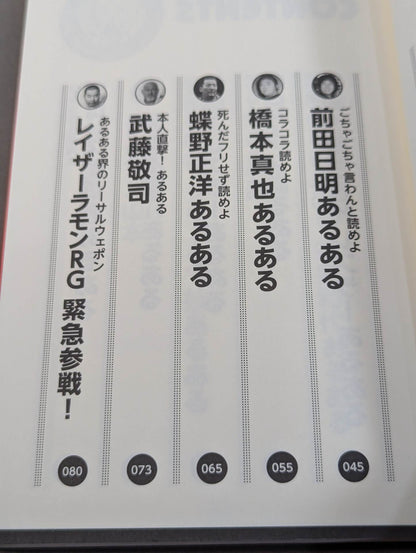 ごちゃごちゃ言わんと読めよ
前田日明あるある
045
コラコラ読めよ
橋本真也あるある
055
死んだフリせず読めよ
蝶野正洋あるある
065
本人直撃！あるある
武藤敬司
073
あるある界のリーサルウェポン
レイザーラモンRG 緊急参戦！
080